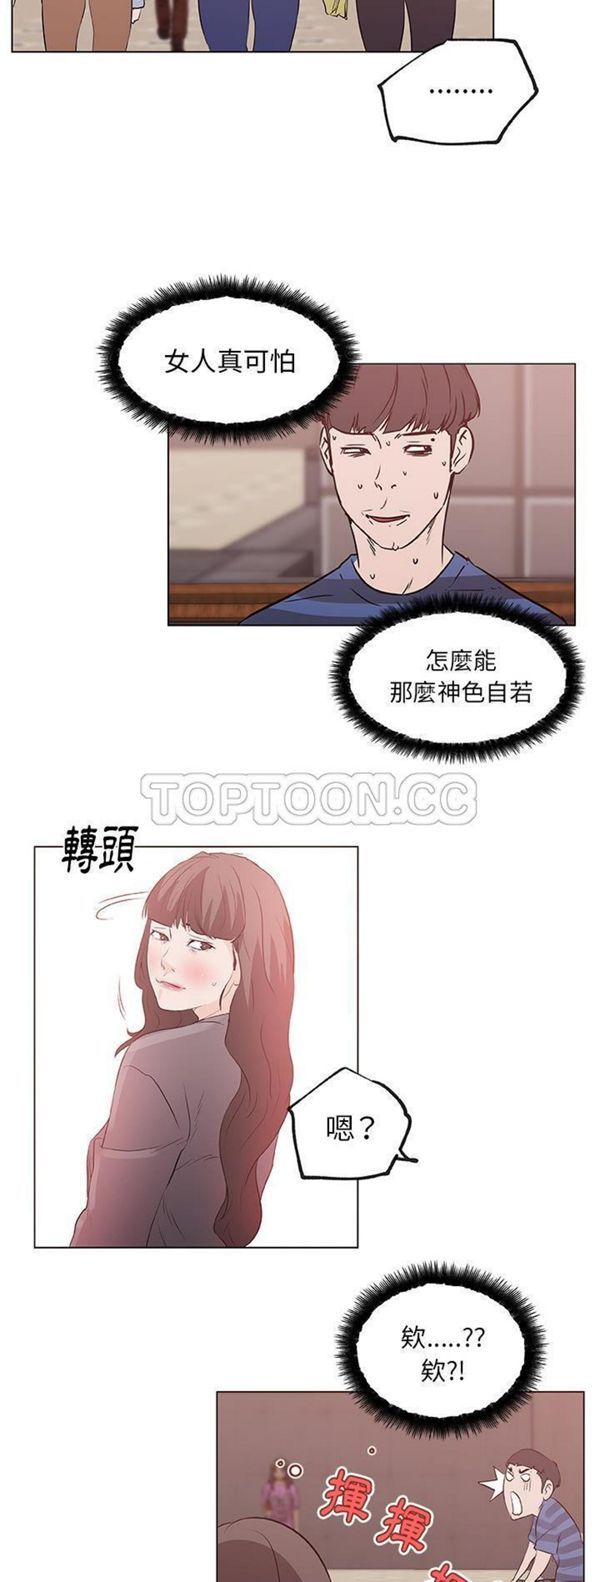 ........
女人真可怕
怎麼能
那麼神色自若
TOPTOON.CC
轉頭
嗯？
欸.....??
欸?!
揮
揮